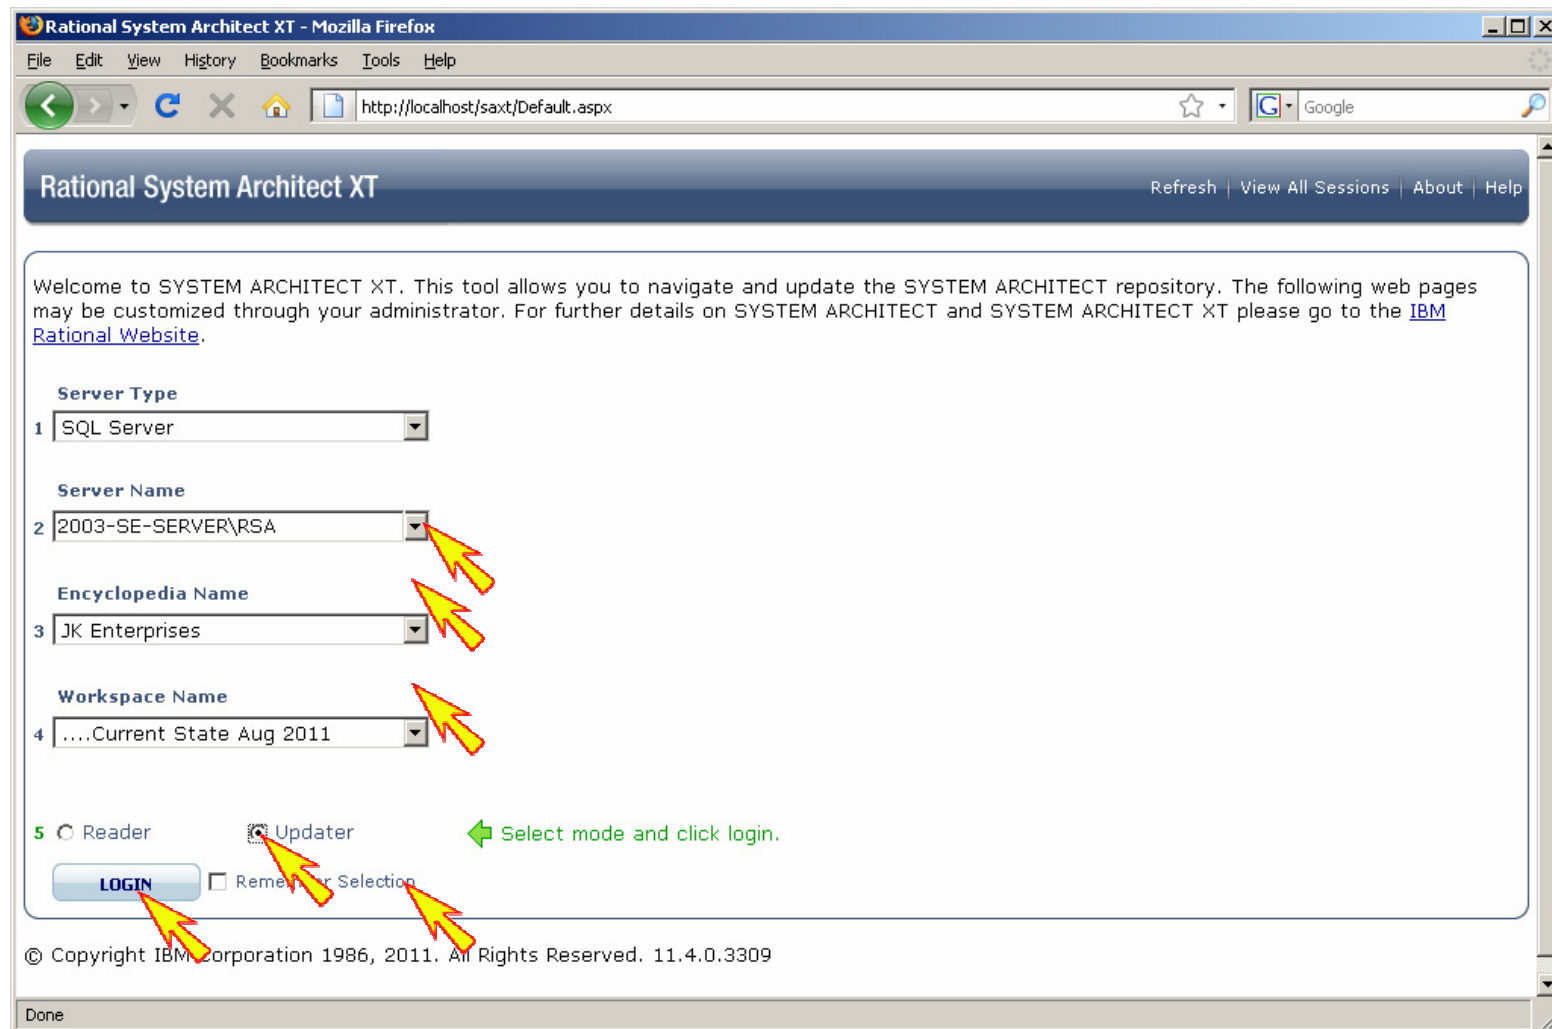 Rational System Architect XT - Mozilla Firefox
File Edit View History Bookmarks Tools Help
http://localhost/saxt/Default.aspx
G Google
Rational System Architect XT
Refresh | View All Sessions | About | Help
Welcome to SYSTEM ARCHITECT XT. This tool allows you to navigate and update the SYSTEM ARCHITECT repository. The following web pages
may be customized through your administrator. For further details on SYSTEM ARCHITECT and SYSTEM ARCHITECT XT please go to the IBM
Rational Website.
Server Type
1 SQL Server
Server Name
2 2003-SE-SERVER\RSA
Encyclopedia Name
3 JK Enterprises
Workspace Name
4 ....Current State Aug 2011
5 Reader Updater Select mode and click login.
LOGIN Remember Selection
© Copyright IBM Corporation 1986, 2011. All Rights Reserved. 11.4.0.3309
Done